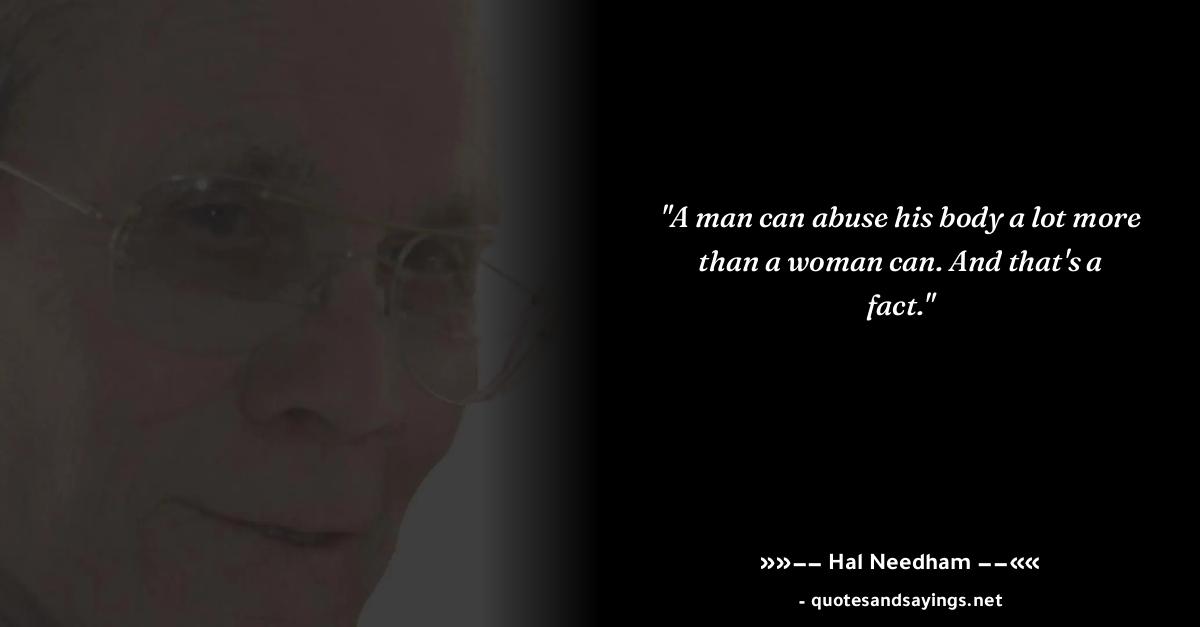 "A man can abuse his body a lot more
than a woman can. And that's a
fact."
»»−− Hal Needham −−««
- quotesandsayings.net